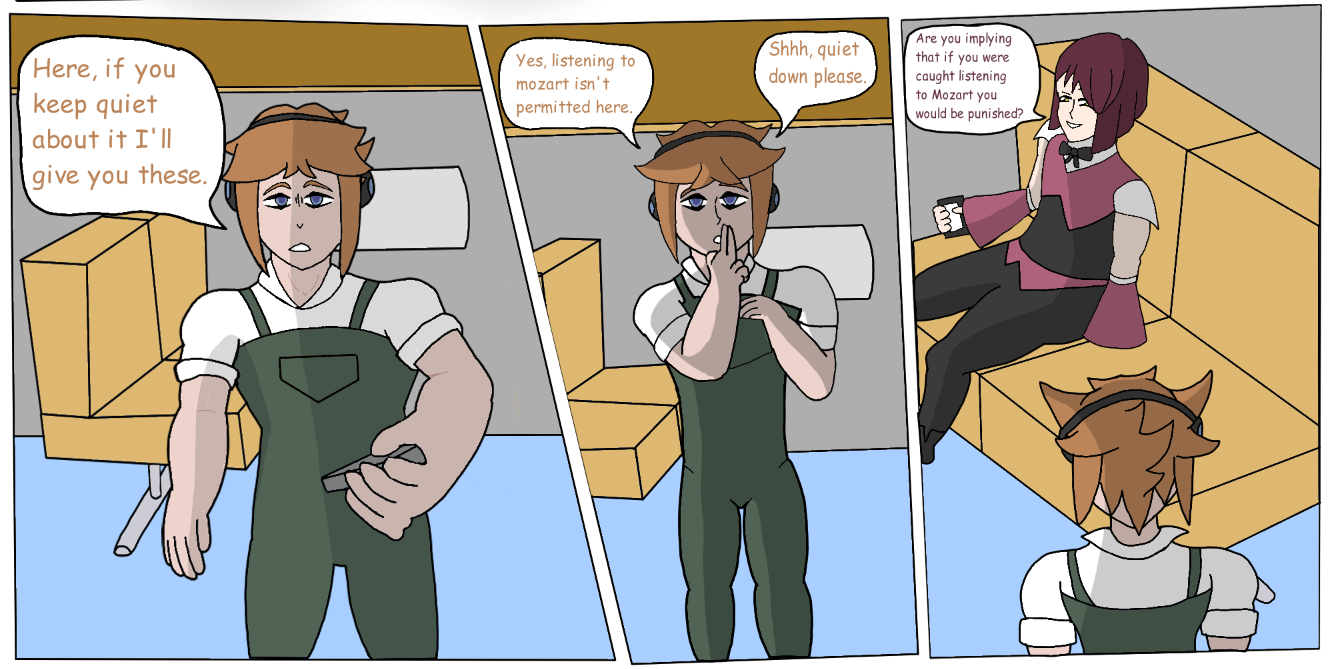 Are you implying
that if you were
caught listening
to Mozart you
would be punished?
Shhh, quiet
down please.
Yes, listening to
mozart isn't
permitted here.
Here, if you
keep quiet
about it I'll
give you these.